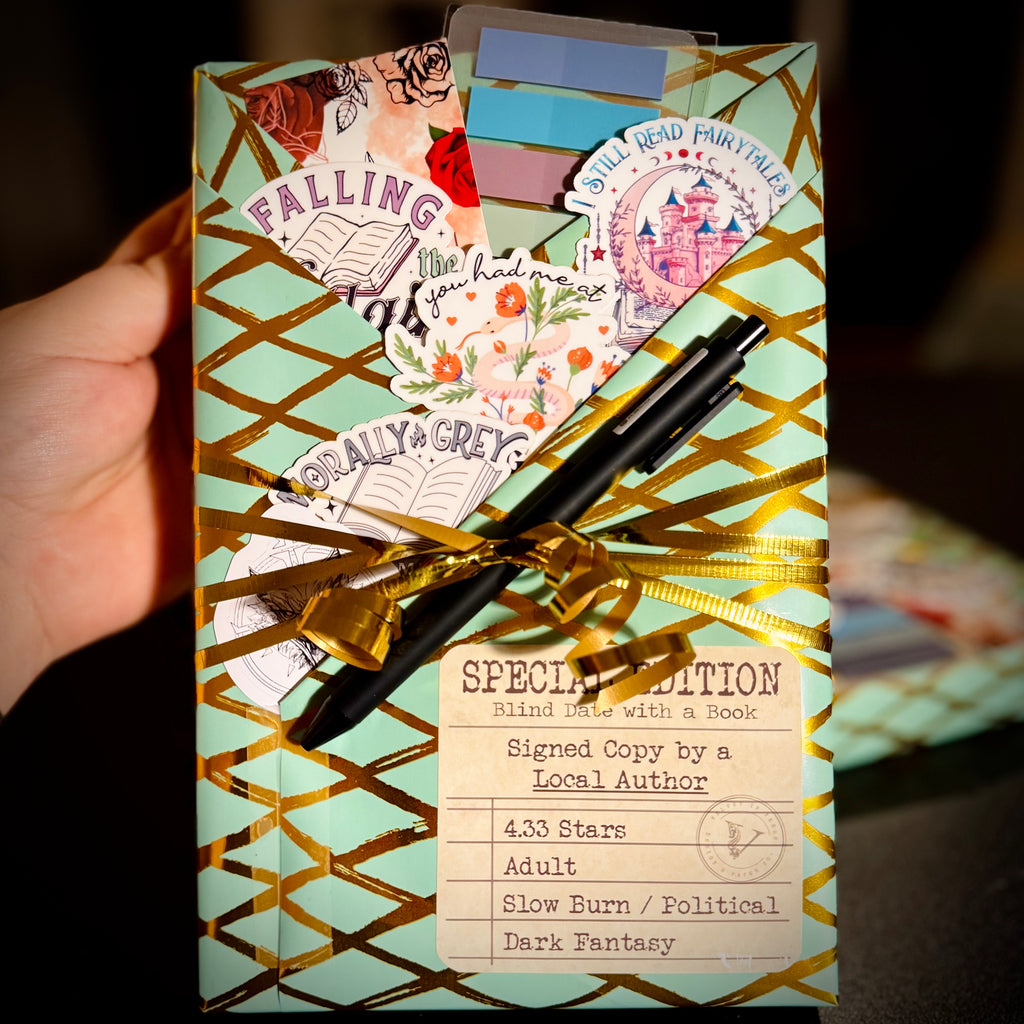 I STILL READ FAIRYTALES
FALLING
the
you had me at
MORALLY GREY
SPECIAL EDITION
Blind Date with a Book
Signed Copy by a
Local Author
4.33 Stars
Adult
Slow Burn / Political
Dark Fantasy